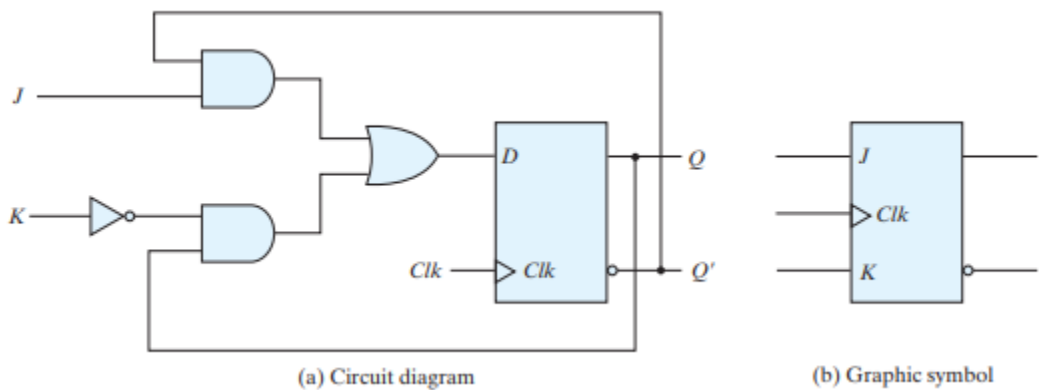 J
K
D
Clk
Clk
Q
Q'
(a) Circuit diagram
J
Clk
K
(b) Graphic symbol